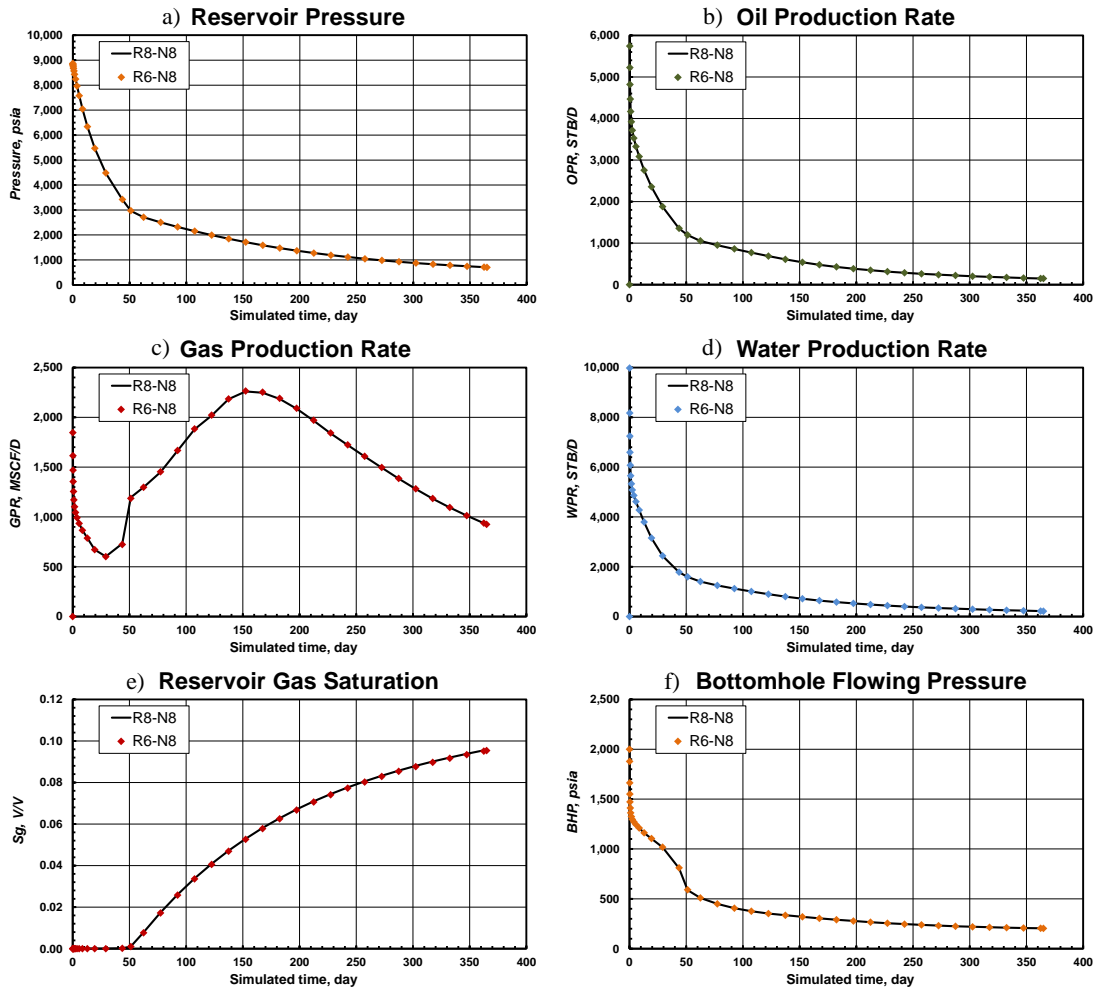 a) Reservoir Pressure
10,000
9,000
8,000
7,000
6,000
5,000
4,000
3,000
2,000
1,000
0
Pressure, psia
R8-N8
R6-N8
0 50 100 150 200 250 300 350 400
Simulated time, day
b) Oil Production Rate
6,000
5,000
4,000
3,000
2,000
1,000
0
OPR, STB/D
R8-N8
R6-N8
0 50 100 150 200 250 300 350 400
Simulated time, day
c) Gas Production Rate
2,500
2,000
1,500
1,000
500
0
GPR, MSCF/D
R8-N8
R6-N8
0 50 100 150 200 250 300 350 400
Simulated time, day
d) Water Production Rate
10,000
8,000
6,000
4,000
2,000
0
WPR, STB/D
R8-N8
R6-N8
0 50 100 150 200 250 300 350 400
Simulated time, day
e) Reservoir Gas Saturation
0.12
0.10
0.08
0.06
0.04
0.02
0.00
Sg, V/V
R8-N8
R6-N8
0 50 100 150 200 250 300 350 400
Simulated time, day
f) Bottomhole Flowing Pressure
2,500
2,000
1,500
1,000
500
0
BHP, psia
R8-N8
R6-N8
0 50 100 150 200 250 300 350 400
Simulated time, day